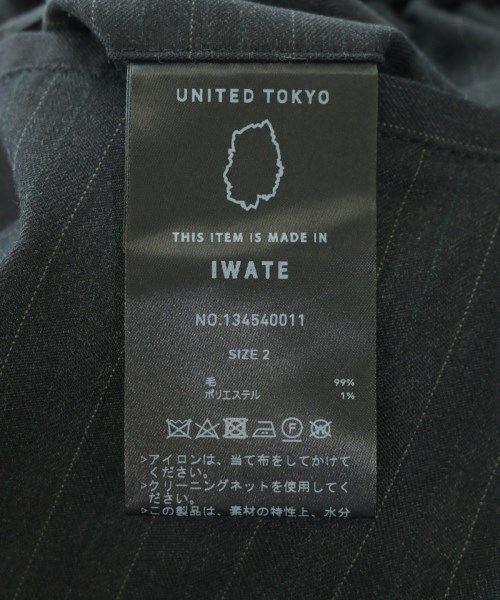 UNITED TOKYO
THIS ITEM IS MADE IN
IWATE
NO.134540011
SIZE 2
毛 99%
ポリエステル 1%
>アイロンは、当て布をしてかけて
ください。
>クリーニングネットを使用してく
ださい。
>この製品は、素材の特性上、水分